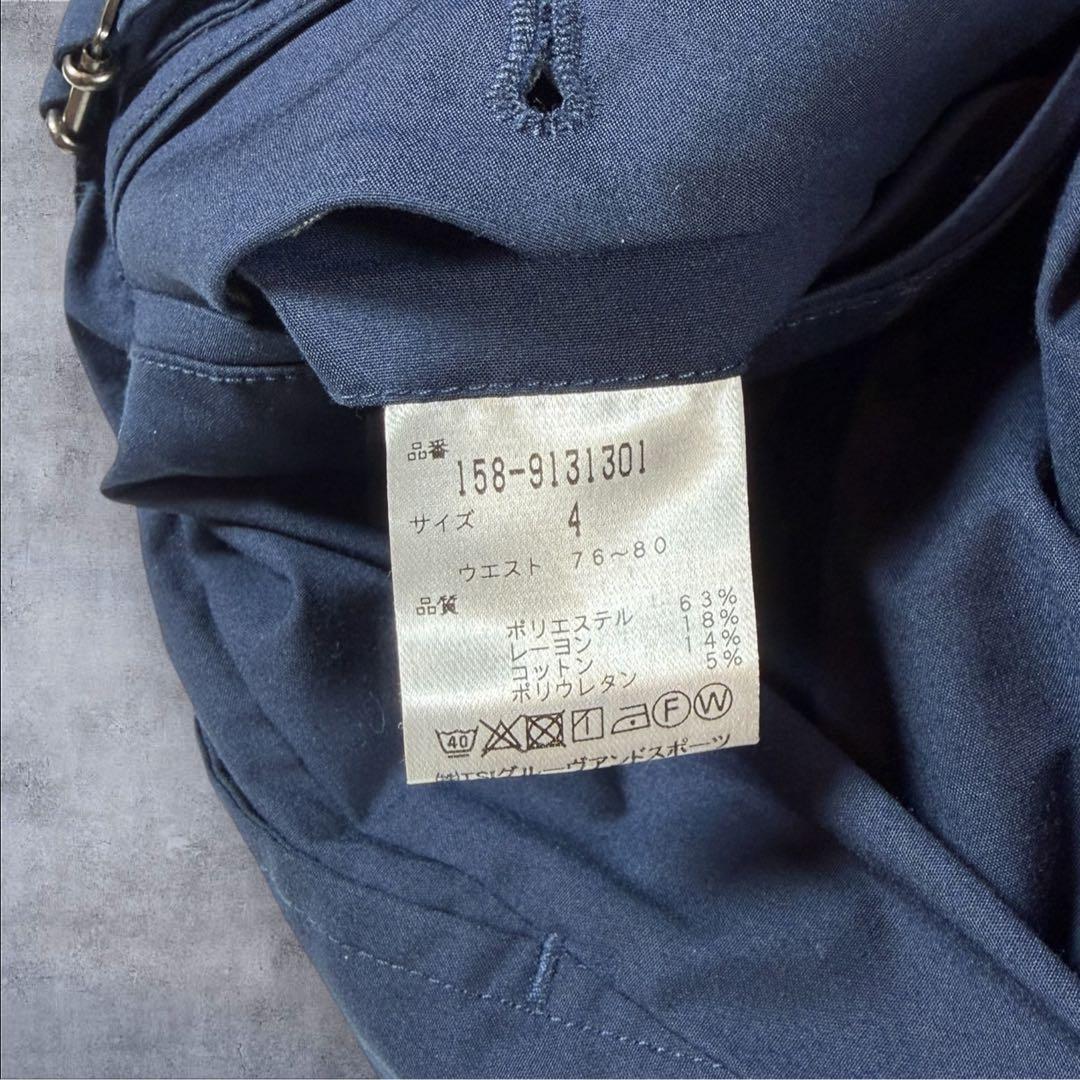 品番
158-9131301
サイズ 4
ウエスト 76～80
品質
ポリエステル 63%
レーヨン 18%
コットン 14%
ポリウレタン 5%
40 F W
㈱TSIグルーヴアンドスポーツ